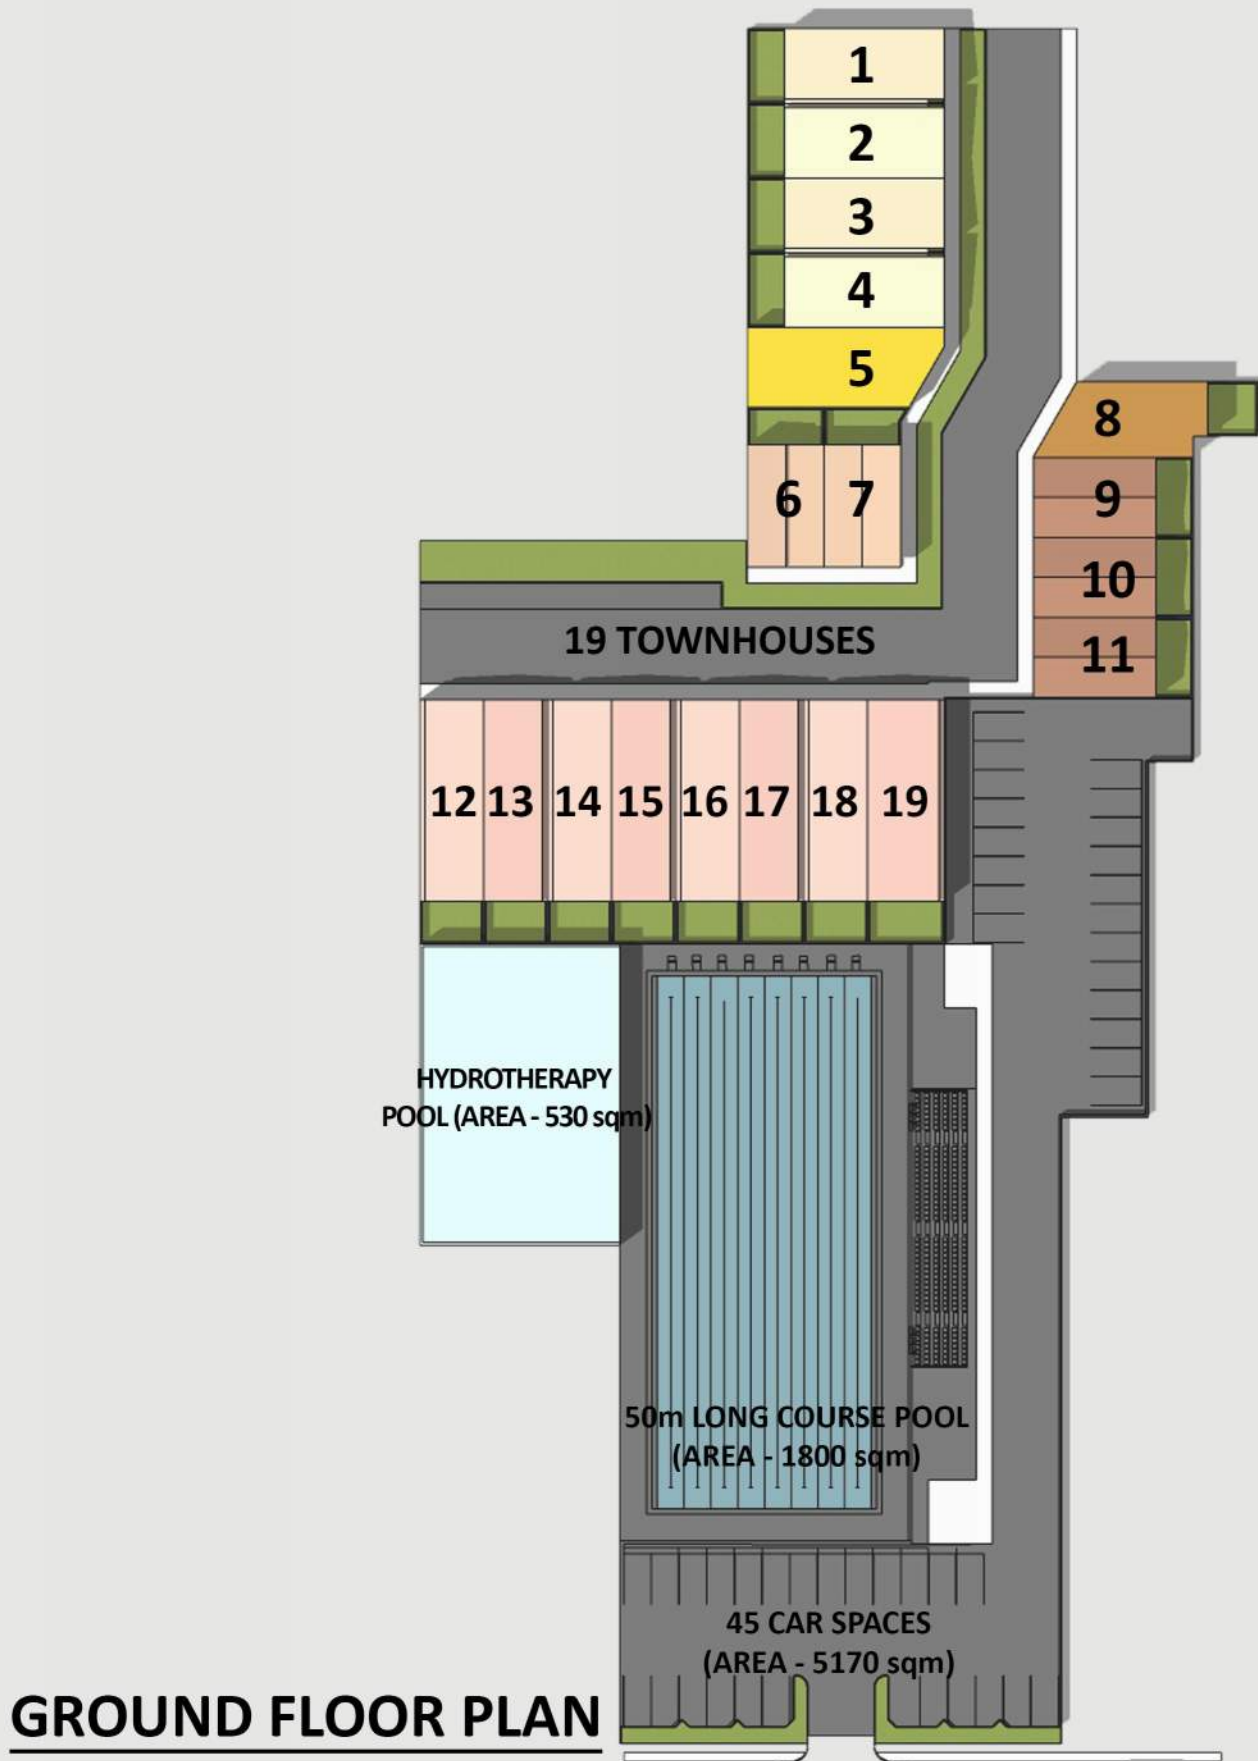 1
2
3
4
5
6 7
8
9
10
11
19 TOWNHOUSES
12 13 14 15 16 17 18 19
HYDROTHERAPY
POOL (AREA - 530 sqm)
50m LONG COURSE POOL
(AREA - 1800 sqm)
45 CAR SPACES
(AREA - 5170 sqm)
GROUND FLOOR PLAN